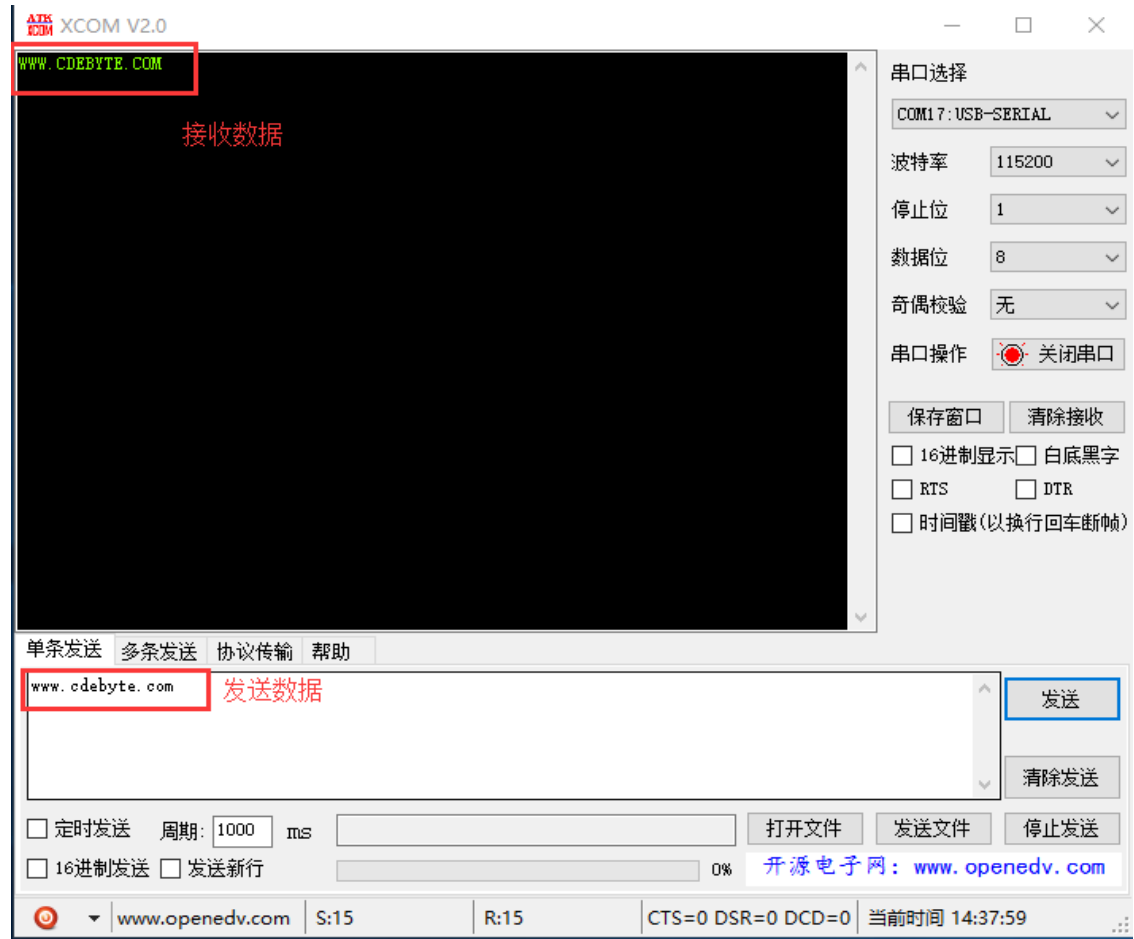 ATK XCOM XCOM V2.0
WWW.CDEBYTE.COM
接收数据
串口选择
COM17:USB-SERIAL
波特率 115200
停止位 1
数据位 8
奇偶校验 无
串口操作 关闭串口
保存窗口 清除接收
16进制显示 白底黑字
RTS DTR
时间戳(以换行回车断帧)
单条发送 多条发送 协议传输 帮助
www.cdebyte.com 发送数据
发送
清除发送
定时发送 周期: 1000 ms 打开文件 发送文件 停止发送
16进制发送 发送新行 0% 开源电子网：www.openedv.com
www.openedv.com S:15 R:15 CTS=0 DSR=0 DCD=0 当前时间 14:37:59